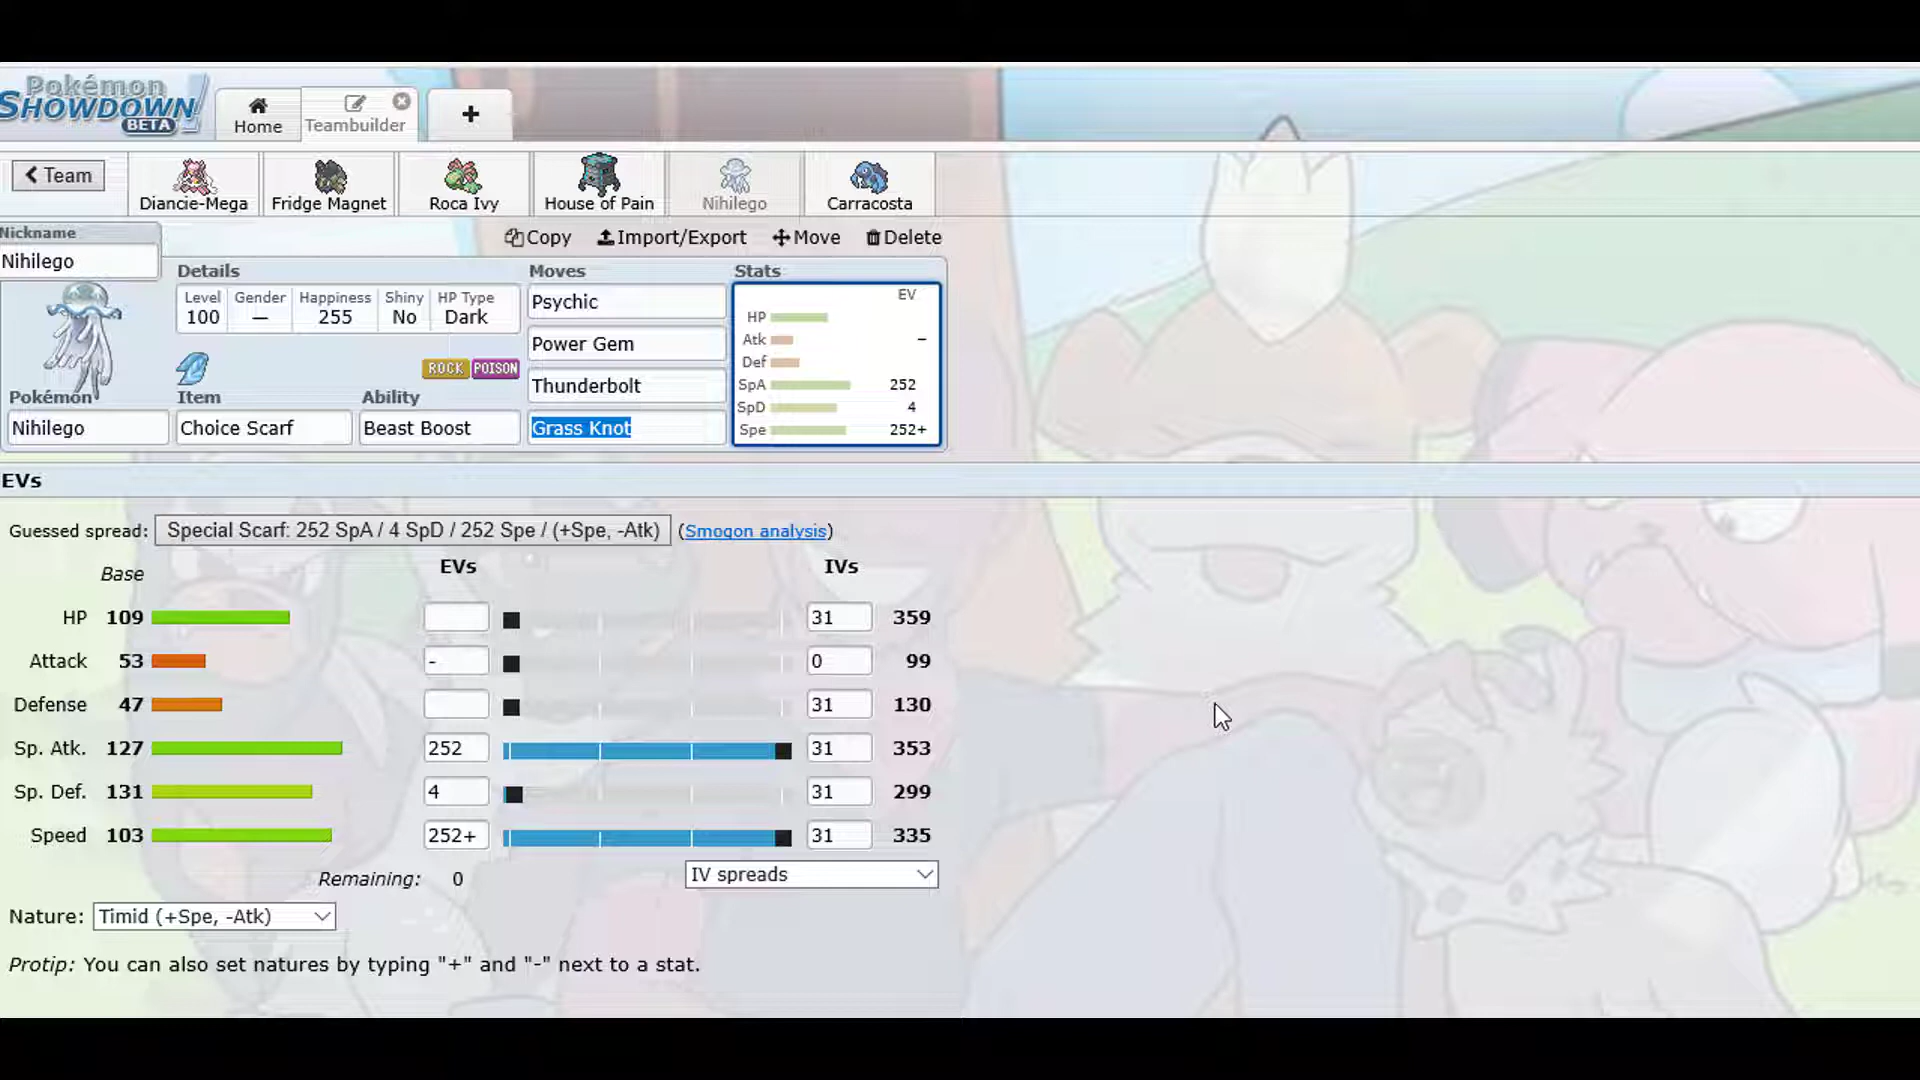 Pokémon
SHOWDOWN!
BETA
Home
Teambuilder
+
Team
Diancie-Mega
Fridge Magnet
Roca Ivy
House of Pain
Nihilego
Carracosta
Nickname
Nihilego
Copy
Import/Export
Move
Delete
Details
Moves
Stats
Level
Gender
Happiness
Shiny
HP Type
100
—
255
No
Dark
ROCK
POISON
Pokémon
Item
Ability
Nihilego
Choice Scarf
Beast Boost
Psychic
Power Gem
Thunderbolt
Grass Knot
EV
HP
Atk –
Def
SpA 252
SpD 4
Spe 252+
EVs
Guessed spread: Special Scarf: 252 SpA / 4 SpD / 252 Spe / (+Spe, -Atk) (Smogon analysis)
Base EVs IVs
HP 109 31 359
Attack 53 - 0 99
Defense 47 31 130
Sp. Atk. 127 252 31 353
Sp. Def. 131 4 31 299
Speed 103 252+ 31 335
Remaining: 0
IV spreads
Nature: Timid (+Spe, -Atk)
Protip: You can also set natures by typing "+" and "-" next to a stat.